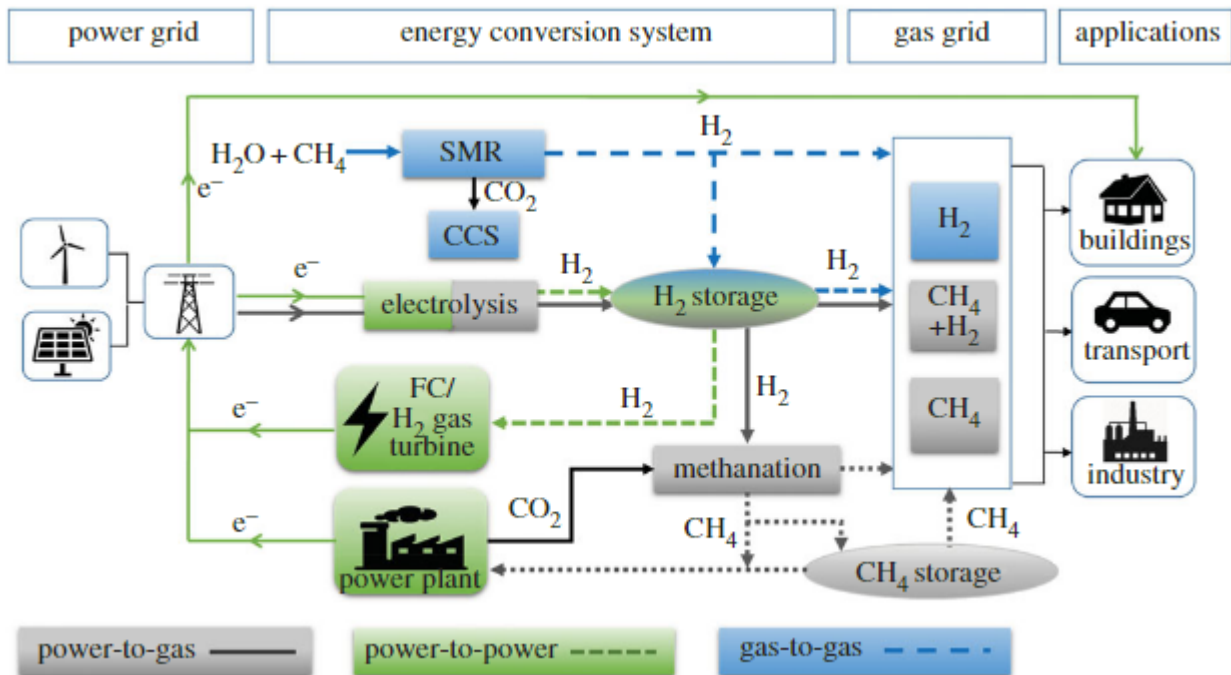 power grid
energy conversion system
gas grid
applications
H₂
H₂O + CH₄
SMR
e⁻
CO₂
CCS
H₂
buildings
e⁻
H₂
H₂
electrolysis
H₂ storage
CH₄
+H₂
transport
FC/
H₂ gas
turbine
e⁻
H₂
H₂
CH₄
methanation
industry
CO₂
e⁻
CH₄
CH₄
power plant
CH₄ storage
power-to-gas
power-to-power
gas-to-gas